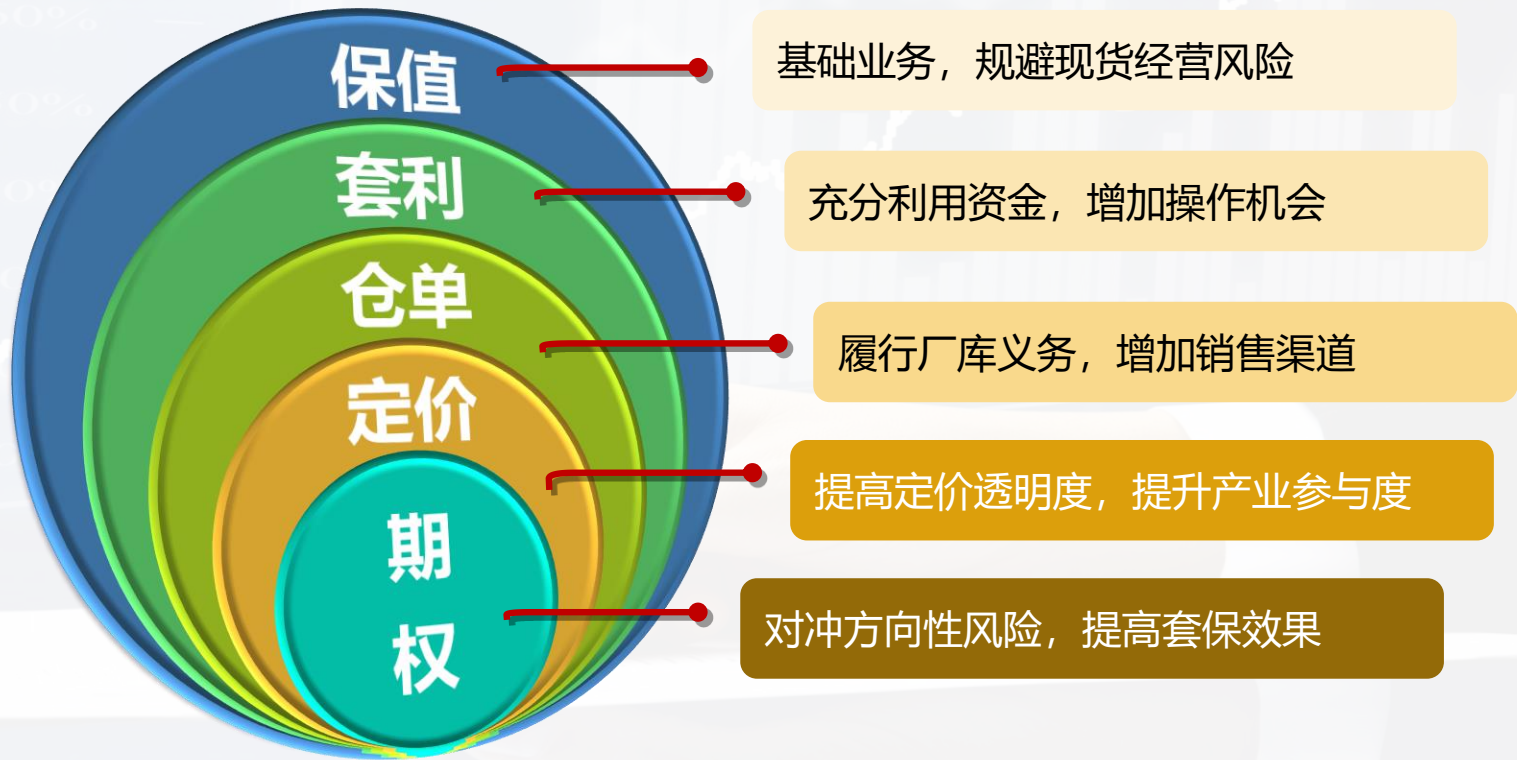 保值
基础业务，规避现货经营风险
套利
充分利用资金，增加操作机会
仓单
履行厂库义务，增加销售渠道
定价
提高定价透明度，提升产业参与度
期
权
对冲方向性风险，提高套保效果